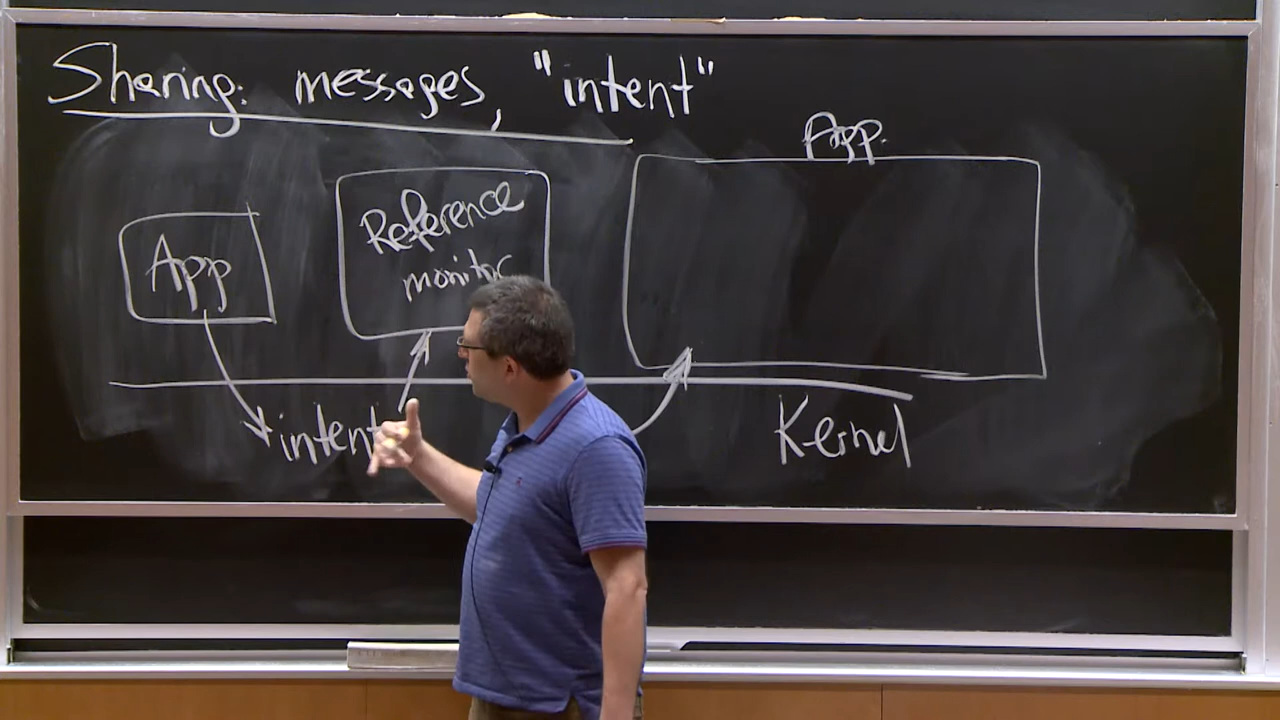 Sharing: messages, "intent"
App
Reference
monitor
App
intent
Kernel